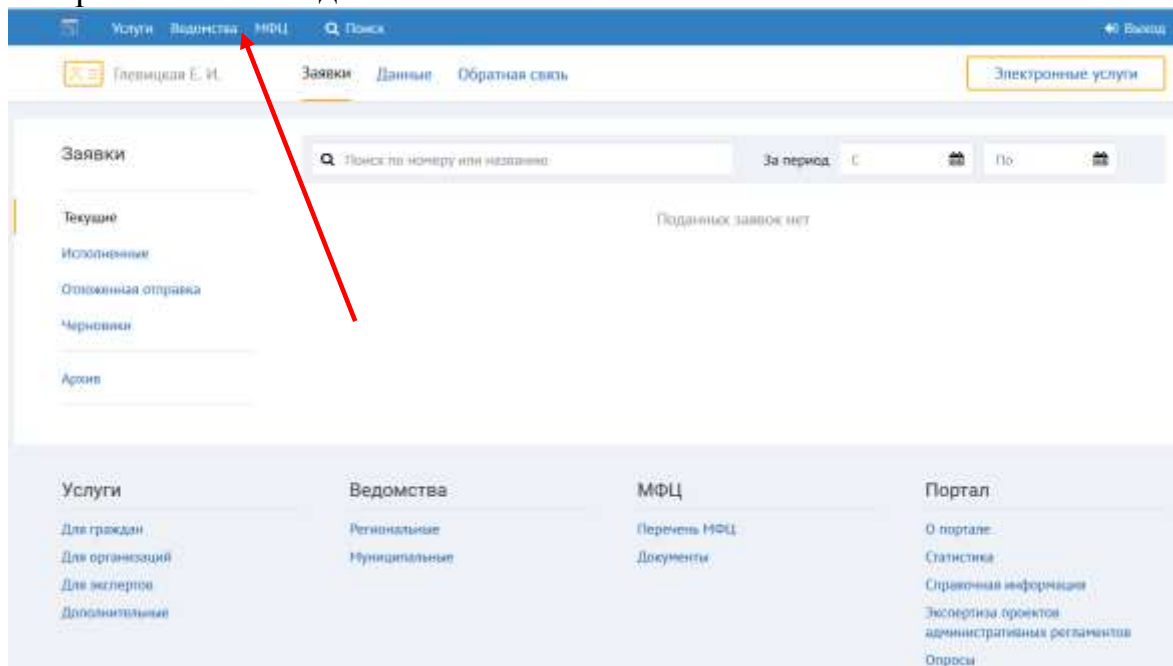 Услуги Ведомства МФЦ Поиск Выход
Глевицкая Е. И. Заявки Данные Обратная связь Электронные услуги
Заявки Поиск по номеру или названию За период С По
Текущие Поданных заявок нет
Исполненные
Отложенная отправка
Черновики
Архив
Услуги Ведомства МФЦ Портал
Для граждан Региональные Перечень МФЦ О портале
Для организаций Муниципальные Документы Статистика
Для экспертов Справочная информация
Дополнительные Экспертиза проектов
административных регламентов
Опросы